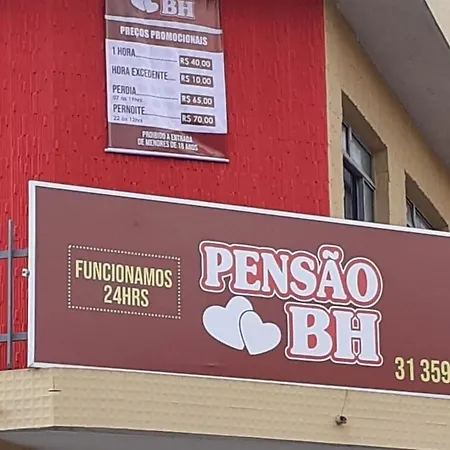 BH
PREÇOS PROMOCIONAIS
1 HORA R$ 40,00
HORA EXCEDENTE R$ 10,00
PERDIA R$ 65,00
07 às 19hrs
PERNOITE R$ 70,00
22 às 12hrs
PROIBIDO A ENTRADA
DE MENORES DE 18 ANOS
FUNCIONAMOS
24HRS
PENSÃO
BH
31 359